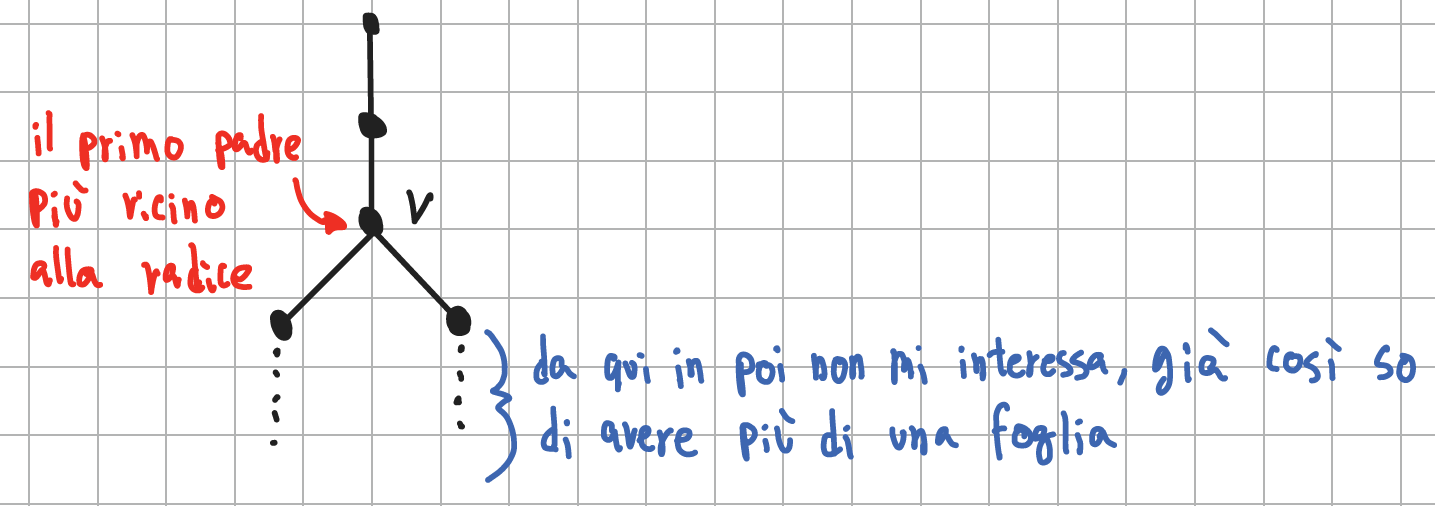 il primo padre
più vicino
alla radice
v
da qui in poi non mi interessa, già così so
di avere più di una foglia